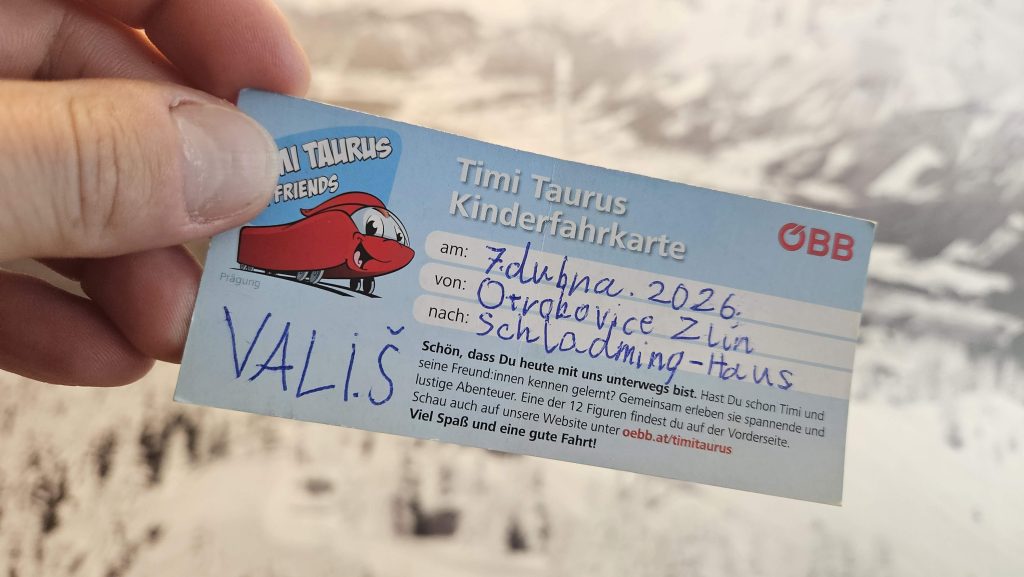 MI TAURUS
FRIENDS
Prägung
VALIŠ
Timi Taurus
Kinderfahrkarte
ÖBB
am: 7. dubna. 2026.
von: Otrokovice Zlín
nach: Schladming-Haus
Schön, dass Du heute mit uns unterwegs bist. Hast Du schon Timi und
seine Freund:innen kennen gelernt? Gemeinsam erleben sie spannende und
lustige Abenteuer. Eine der 12 Figuren findest du auf der Vorderseite.
Schau auch auf unsere Website unter oebb.at/timitaurus
Viel Spaß und eine gute Fahrt!